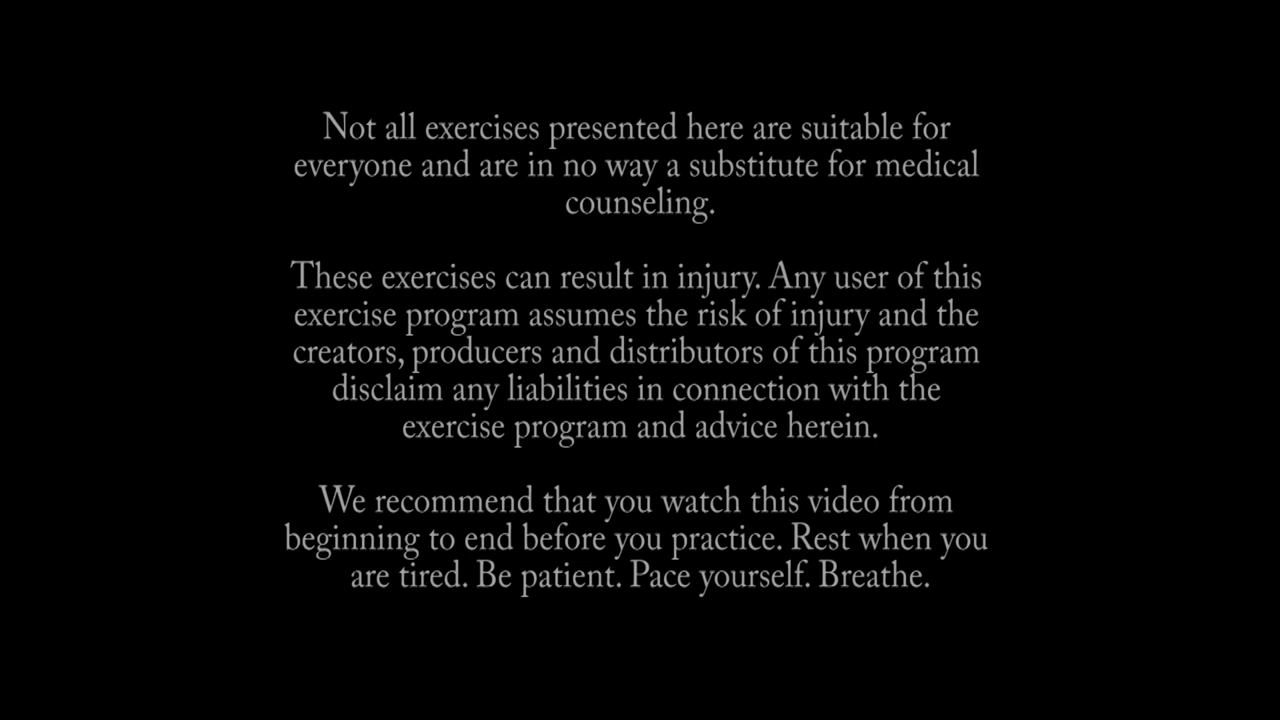 Not all exercises presented here are suitable for
everyone and are in no way a substitute for medical
counseling.
These exercises can result in injury. Any user of this
exercise program assumes the risk of injury and the
creators, producers and distributors of this program
disclaim any liabilities in connection with the
exercise program and advice herein.
We recommend that you watch this video from
beginning to end before you practice. Rest when you
are tired. Be patient. Pace yourself. Breathe.